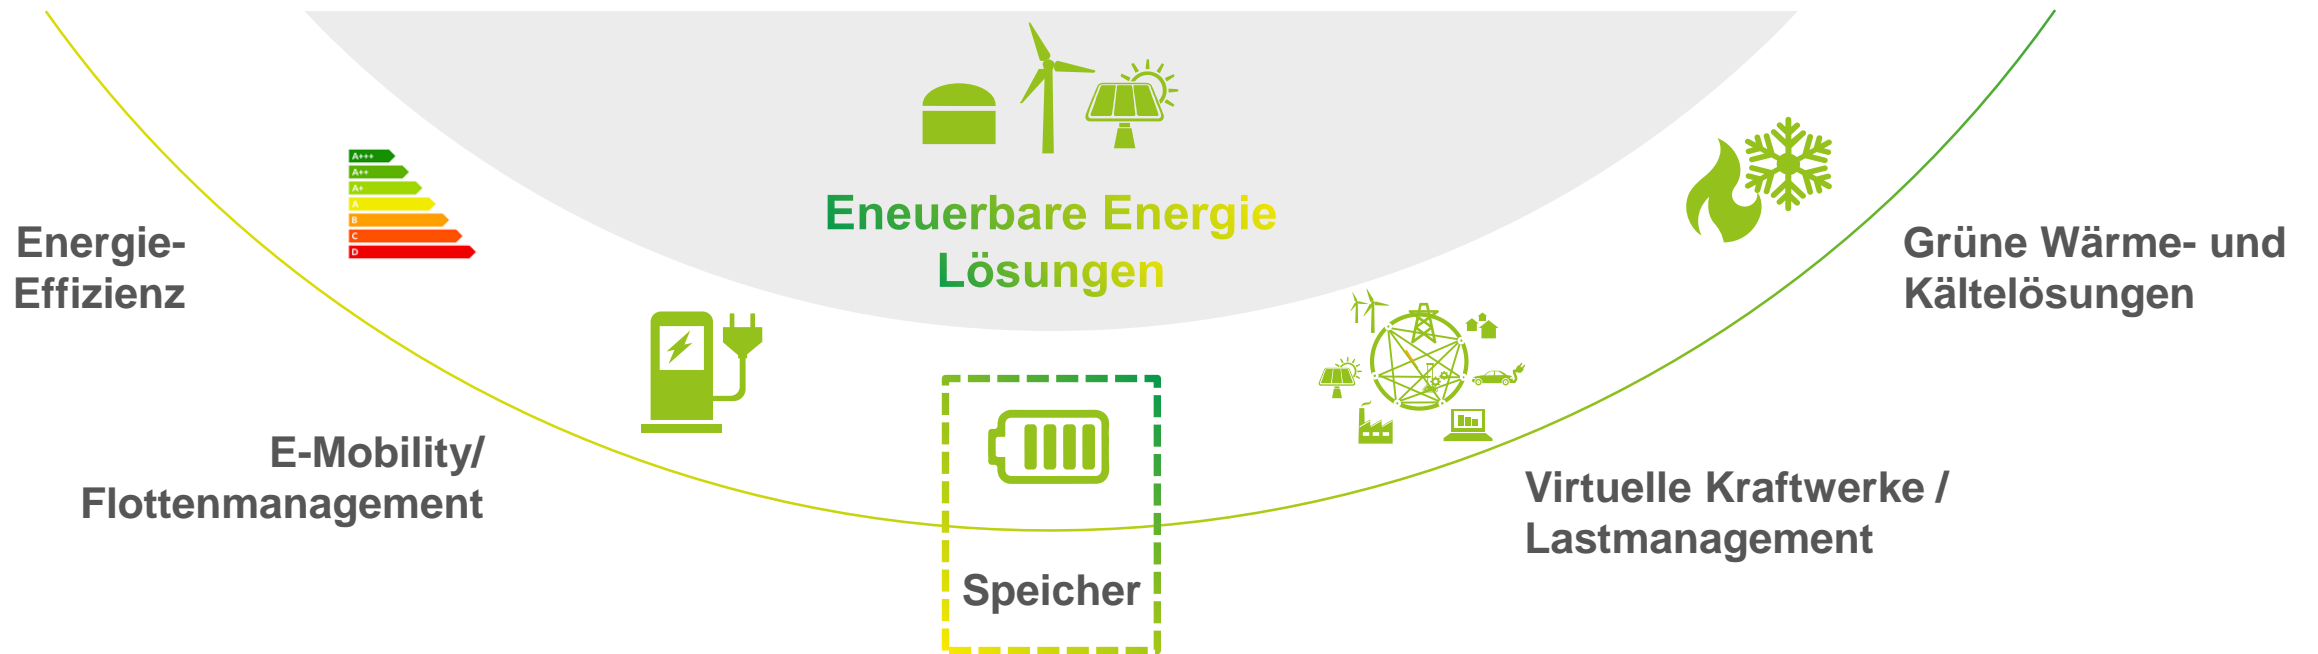 Eneuerbare Energie
Lösungen
A+++
A++
A+
A
B
C
D
Energie-
Effizienz
E-Mobility/
Flottenmanagement
Speicher
Virtuelle Kraftwerke /
Lastmanagement
Grüne Wärme- und
Kältelösungen